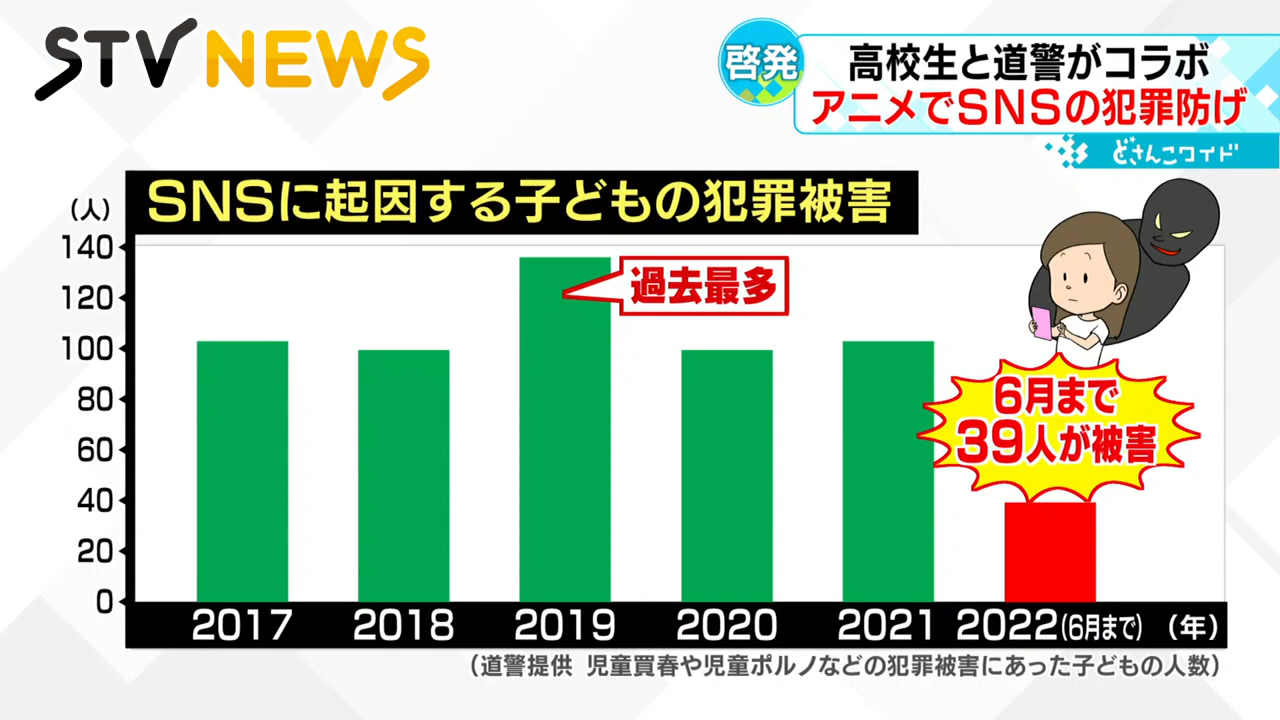 STV NEWS
啓発
高校生と道警がコラボ
アニメでSNSの犯罪防げ
どさんこワイド
SNSに起因する子どもの犯罪被害
(人)
140
120
100
80
60
40
20
0
過去最多
6月まで
39人が被害
2017 2018 2019 2020 2021 2022(6月まで) (年)
(道警提供 児童買春や児童ポルノなどの犯罪被害にあった子どもの人数)